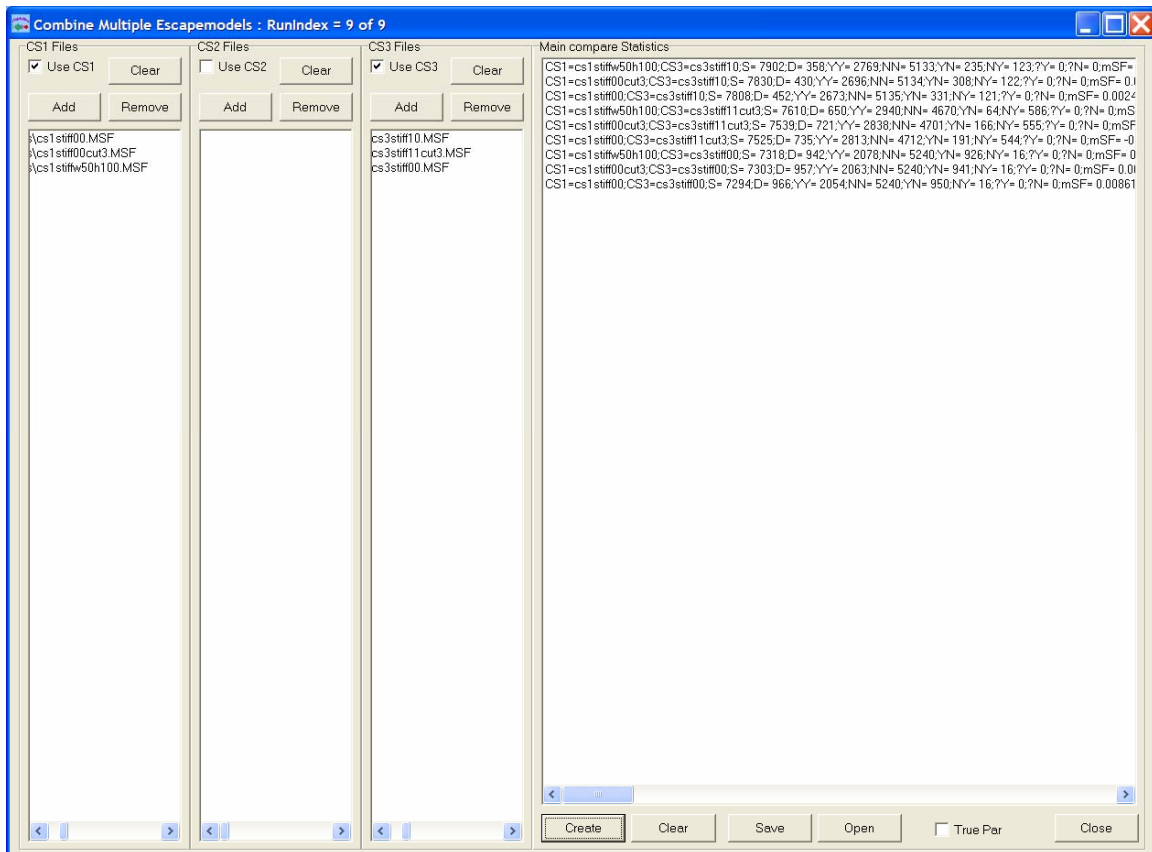 Combine Multiple Escapemodels : RunIndex = 9 of 9
CS1 Files
Use CS1
Clear
Add
Remove
s\cs1stiff00.MSF
s\cs1stiff00cut3.MSF
s\cs1stiffw50h100.MSF
CS2 Files
Use CS2
Clear
Add
Remove
CS3 Files
Use CS3
Clear
Add
Remove
cs3stiff10.MSF
cs3stiff11cut3.MSF
cs3stiff00.MSF
Main compare Statistics
CS1=cs1stiffw50h100;CS3=cs3stiff10;S= 7902;D= 358;YY= 2769;NN= 5133;YN= 235;NY= 123;?Y= 0;?N= 0;mSF=
CS1=cs1stiff00cut3;CS3=cs3stiff10;S= 7830;D= 430;YY= 2696;NN= 5134;YN= 308;NY= 122;?Y= 0;?N= 0;mSF= 0.
CS1=cs1stiff00;CS3=cs3stiff10;S= 7808;D= 452;YY= 2673;NN= 5135;YN= 331;NY= 121;?Y= 0;?N= 0;mSF= 0.0024
CS1=cs1stiffw50h100;CS3=cs3stiff11cut3;S= 7610;D= 650;YY= 2940;NN= 4670;YN= 64;NY= 586;?Y= 0;?N= 0;mS
CS1=cs1stiff00cut3;CS3=cs3stiff11cut3;S= 7539;D= 721;YY= 2838;NN= 4701;YN= 166;NY= 555;?Y= 0;?N= 0;mSF
CS1=cs1stiff00;CS3=cs3stiff11cut3;S= 7525;D= 735;YY= 2813;NN= 4712;YN= 191;NY= 544;?Y= 0;?N= 0;mSF= -0
CS1=cs1stiffw50h100;CS3=cs3stiff00;S= 7318;D= 942;YY= 2078;NN= 5240;YN= 926;NY= 16;?Y= 0;?N= 0;mSF= 0
CS1=cs1stiff00cut3;CS3=cs3stiff00;S= 7303;D= 957;YY= 2063;NN= 5240;YN= 941;NY= 16;?Y= 0;?N= 0;mSF= 0.0
CS1=cs1stiff00;CS3=cs3stiff00;S= 7294;D= 966;YY= 2054;NN= 5240;YN= 950;NY= 16;?Y= 0;?N= 0;mSF= 0.00861
Create
Clear
Save
Open
True Par
Close